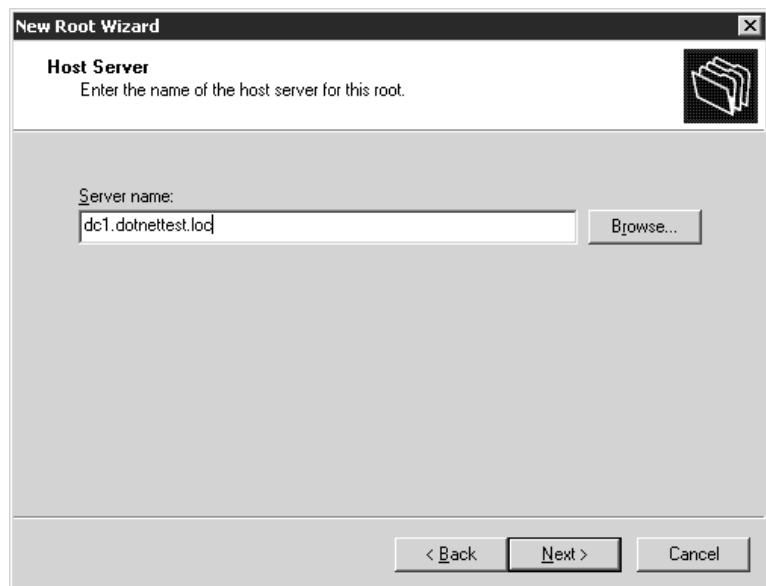 New Root Wizard
Host Server
Enter the name of the host server for this root.
Server name:
dc1.dotnettest.loc
Browse...
< Back Next > Cancel